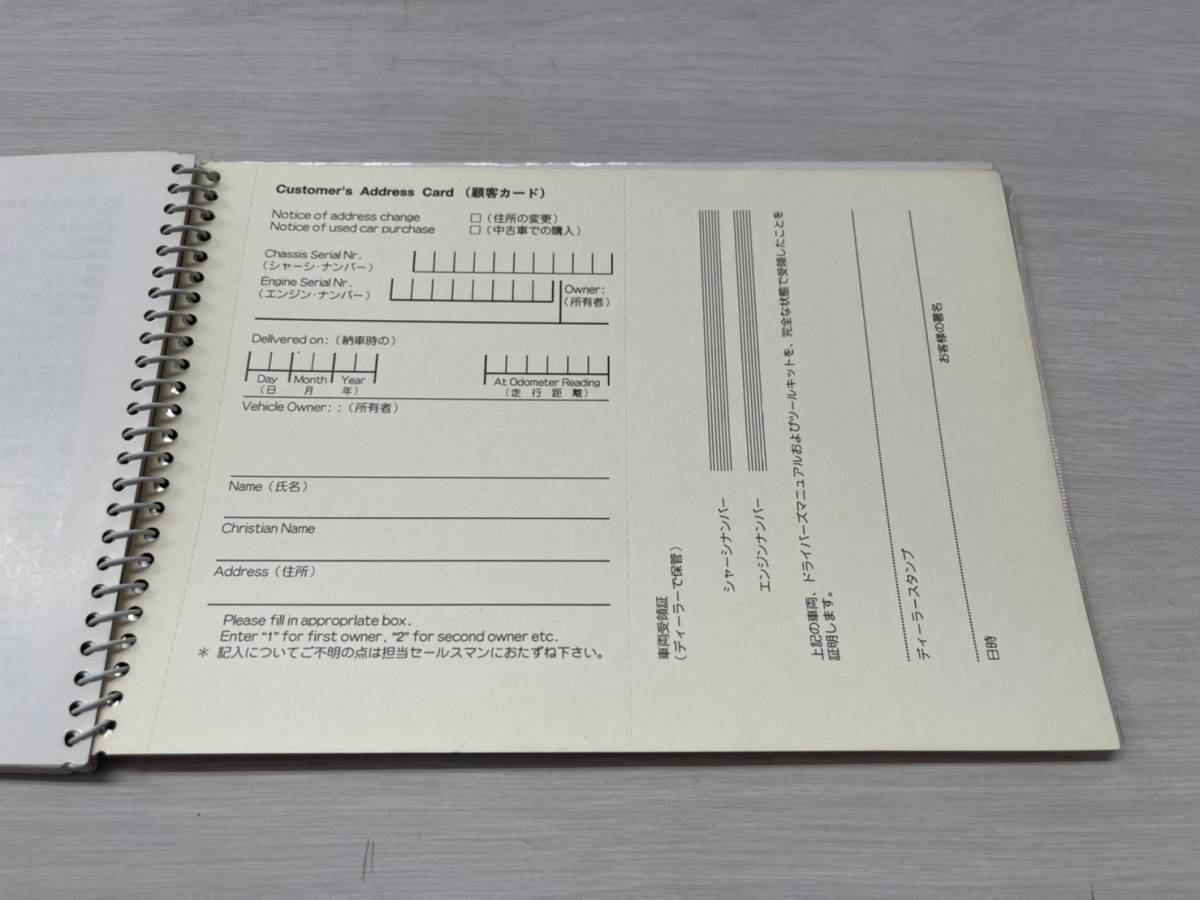 Customer's Address Card （顧客カード）
Notice of address change □（住所の変更）
Notice of used car purchase □（中古車での購入）
Chassis Serial Nr.
（シャーシ・ナンバー）
Engine Serial Nr.
（エンジン・ナンバー）
Owner:
（所有者）
Delivered on:（納車時の）
Day Month Year
（日 月 年）
At Odometer Reading
（走 行 距 離）
Vehicle Owner: :（所有者）
Name（氏名）
Christian Name
Address（住所）
Please fill in approprlate box.
Enter "1" for first owner, "2" for second owner etc.
＊ 記入についてご不明の点は担当セールスマンにおたずね下さい。
車両受領証
（ディーラーで保管）
シャーシナンバー
エンジンナンバー
上記の車両、ドライバーズマニュアルおよびツールキットを、完全な状態で受領したことを
証明します。
ディーラースタンプ
お客様の署名
日時